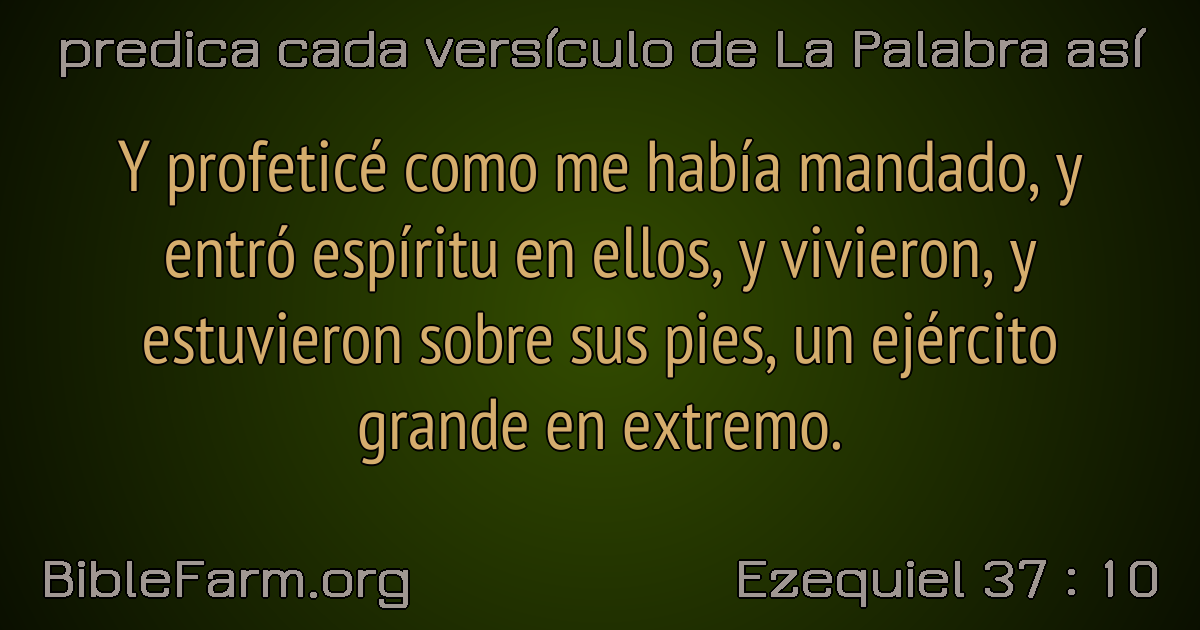 predica cada versículo de La Palabra así
Y profeticé como me había mandado, y
entró espíritu en ellos, y vivieron, y
estuvieron sobre sus pies, un ejército
grande en extremo.
BibleFarm.org
Ezequiel 37 : 10